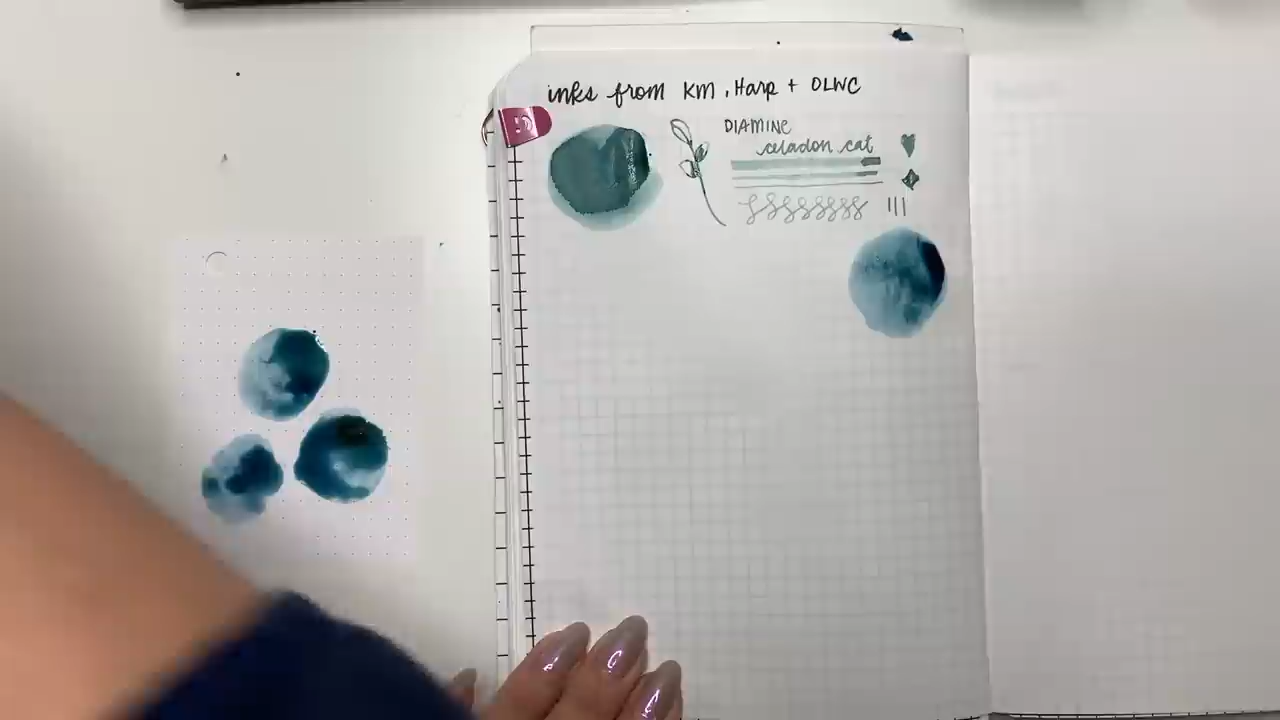 inks from KM, Harp + OLWC
DIAMINE
celadon cat